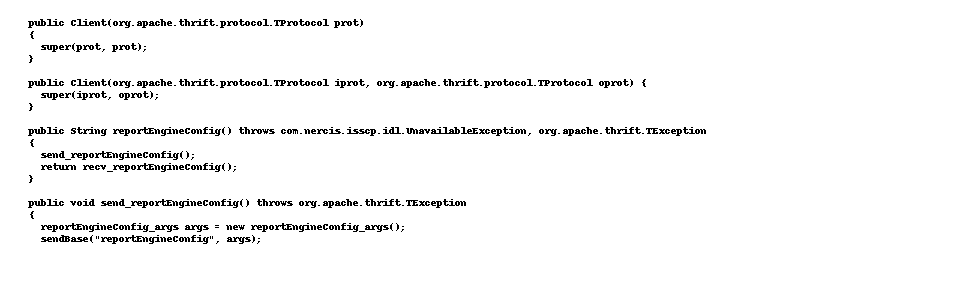 public Client(org.apache.thrift.protocol.TProtocol prot)
{
  super(prot, prot);
}

public Client(org.apache.thrift.protocol.TProtocol iprot, org.apache.thrift.protocol.TProtocol oprot) {
  super(iprot, oprot);
}

public String reportEngineConfig() throws com.nercis.isscp.idl.UnavailableException, org.apache.thrift.TException
{
  send_reportEngineConfig();
  return recv_reportEngineConfig();
}

public void send_reportEngineConfig() throws org.apache.thrift.TException
{
  reportEngineConfig_args args = new reportEngineConfig_args();
  sendBase("reportEngineConfig", args);